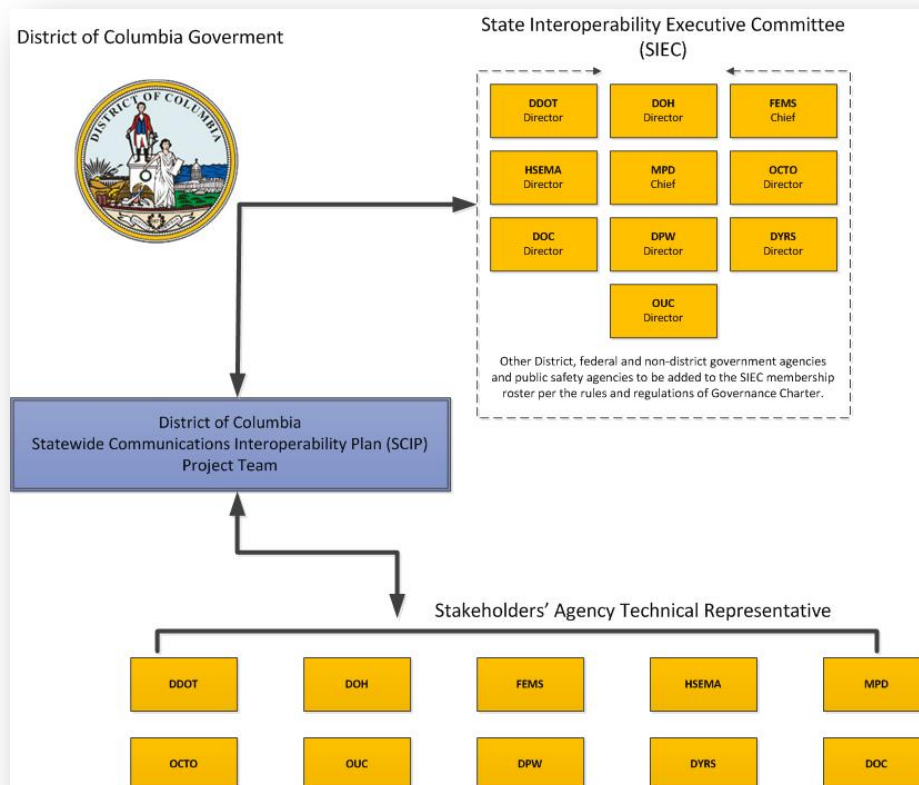 District of Columbia Goverment
DISTRICT OF COLUMBIA
State Interoperability Executive Committee
(SIEC)
DDOT
Director
DOH
Director
FEMS
Chief
HSEMA
Director
MPD
Chief
OCTO
Director
DOC
Director
DPW
Director
DYRS
Director
OUC
Director
Other District, federal and non-district government agencies
and public safety agencies to be added to the SIEC membership
roster per the rules and regulations of Governance Charter.
District of Columbia
Statewide Communications Interoperability Plan (SCIP)
Project Team
Stakeholders’ Agency Technical Representative
DDOT
DOH
FEMS
HSEMA
MPD
OCTO
OUC
DPW
DYRS
DOC